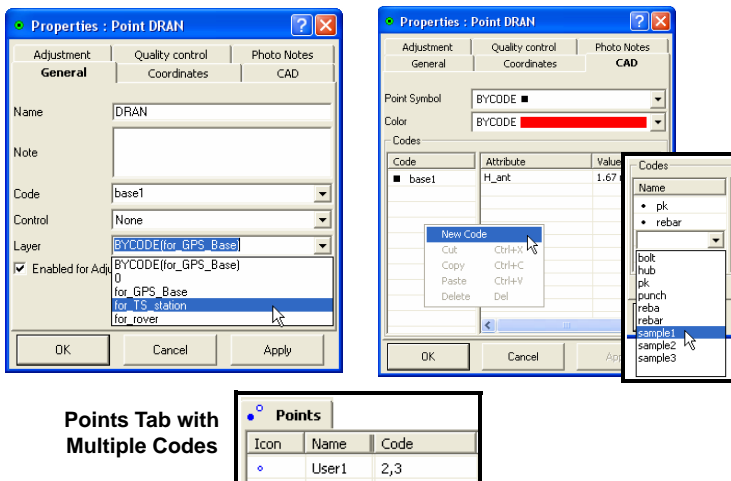 Properties : Point DRAN
Adjustment Quality control Photo Notes
General Coordinates CAD
Name DRAN
Note
Code base1
Control None
Layer BYCODE(for_GPS_Base)
Enabled for Adju
BYCODE(for_GPS_Base)
0
for_GPS_Base
for_TS_station
for_rover
OK Cancel Apply
Properties : Point DRAN
Adjustment Quality control Photo Notes
General Coordinates CAD
Point Symbol BYCODE
Color BYCODE
Codes
Code Attribute Value
base1 H_ant 1.67
New Code
Cut Ctrl+X
Copy Ctrl+C
Paste Ctrl+V
Delete Del
OK Cancel Ap
Codes
Name
pk
rebar
bolt
hub
pk
punch
reba
rebar
sample1
sample2
sample3
Points Tab with
Multiple Codes
Points
Icon Name Code
User1 2,3